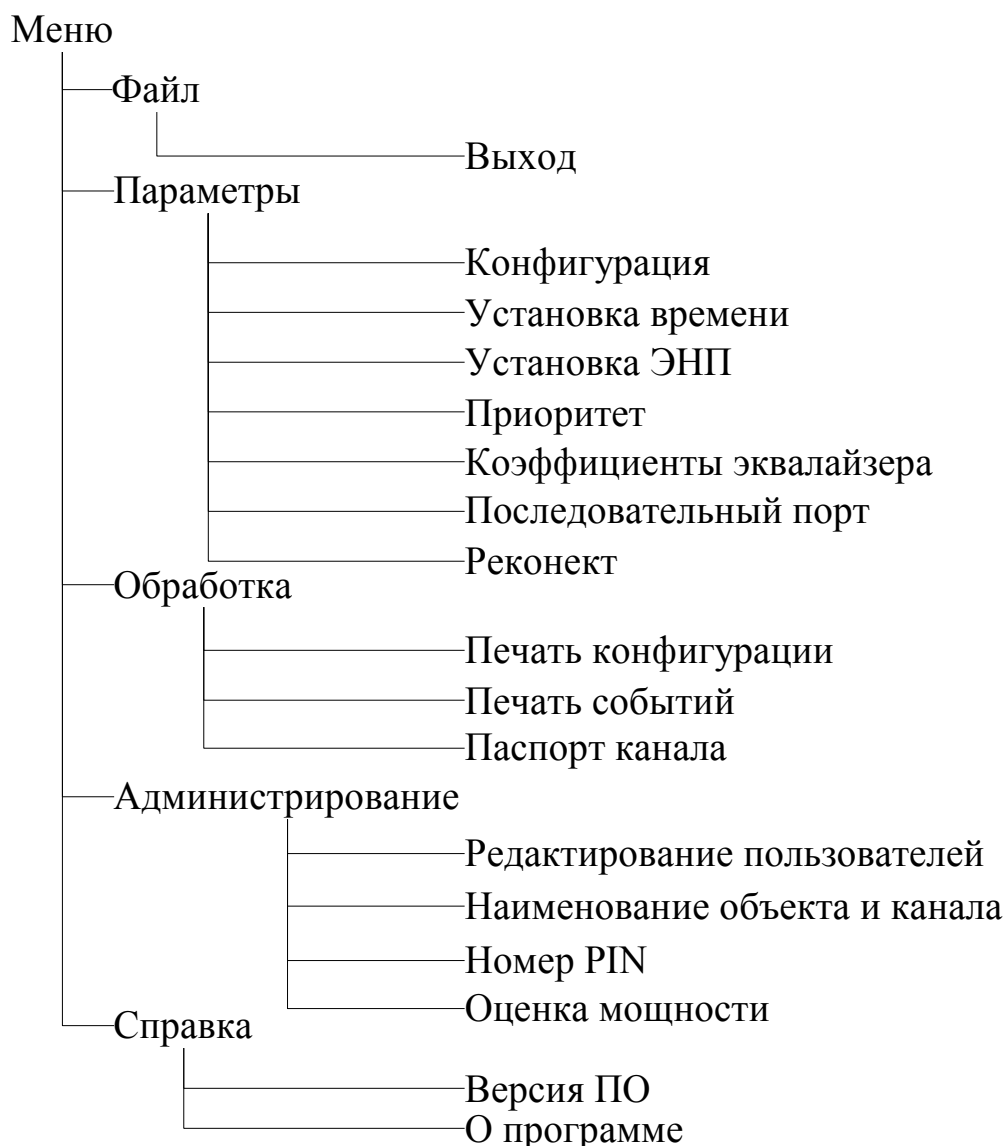 Меню
Файл
Выход
Параметры
Конфигурация
Установка времени
Установка ЭНП
Приоритет
Коэффициенты эквалайзера
Последовательный порт
Реконект
Обработка
Печать конфигурации
Печать событий
Паспорт канала
Администрирование
Редактирование пользователей
Наименование объекта и канала
Номер PIN
Оценка мощности
Справка
Версия ПО
О программе